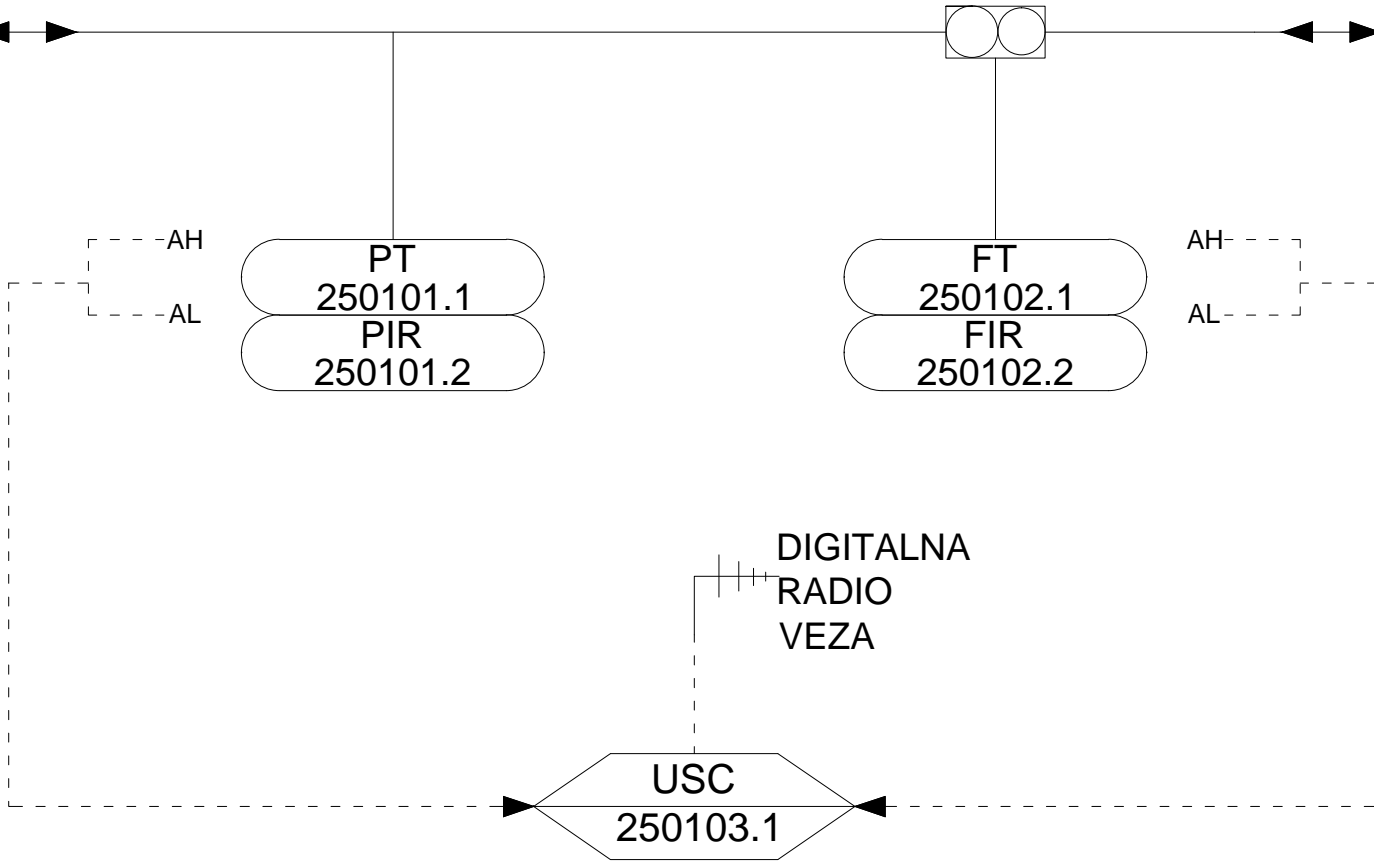 AH
AL
PT
250101.1
PIR
250101.2
FT
250102.1
FIR
250102.2
AH
AL
DIGITALNA
RADIO
VEZA
USC
250103.1